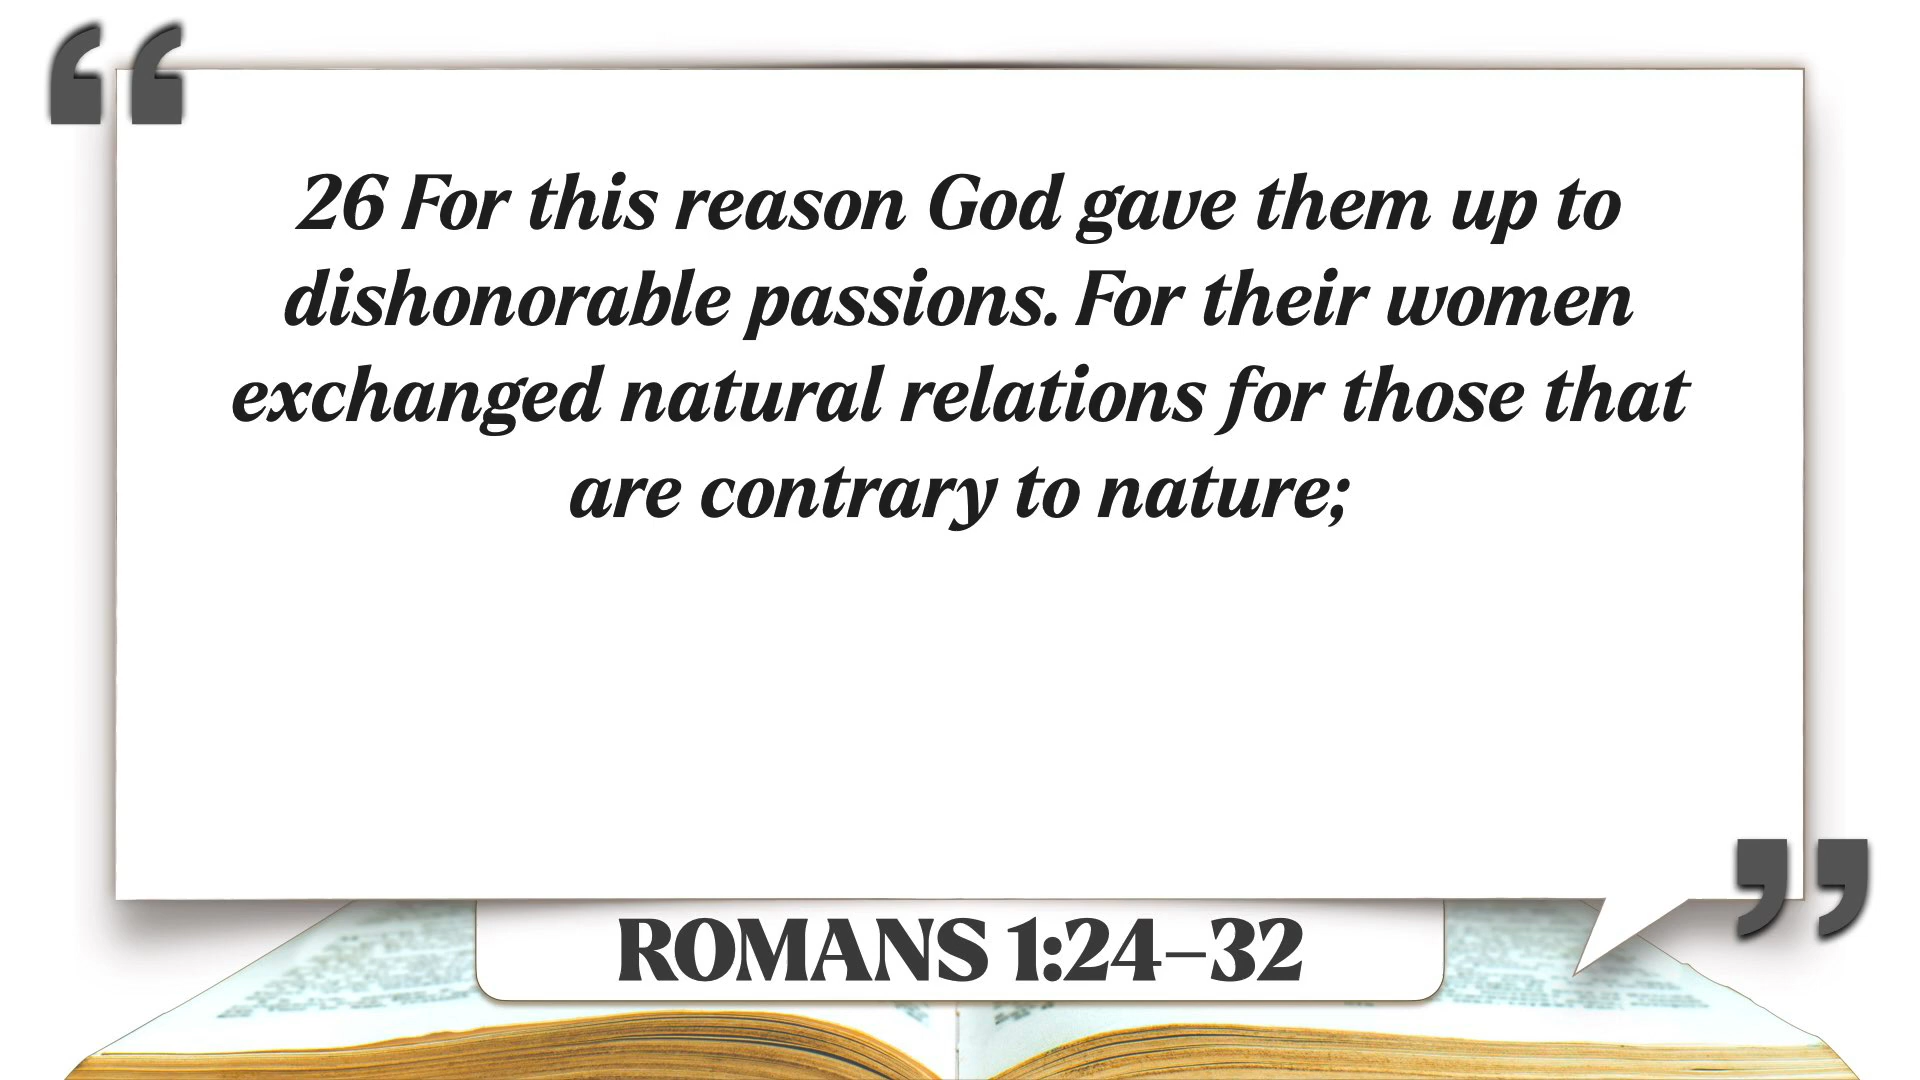 26 For this reason God gave them up to
dishonorable passions. For their women
exchanged natural relations for those that
are contrary to nature;
ROMANS 1:24–32